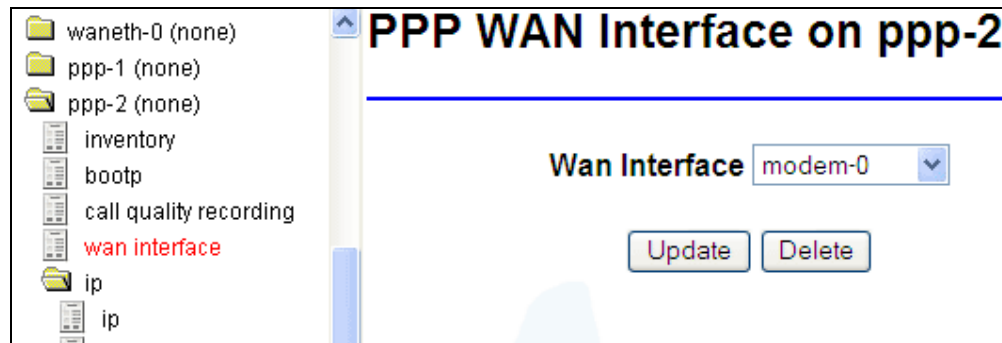 waneth-0 (none)
ppp-1 (none)
ppp-2 (none)
inventory
bootp
call quality recording
wan interface
ip
ip
PPP WAN Interface on ppp-2
Wan Interface modem-0
Update Delete